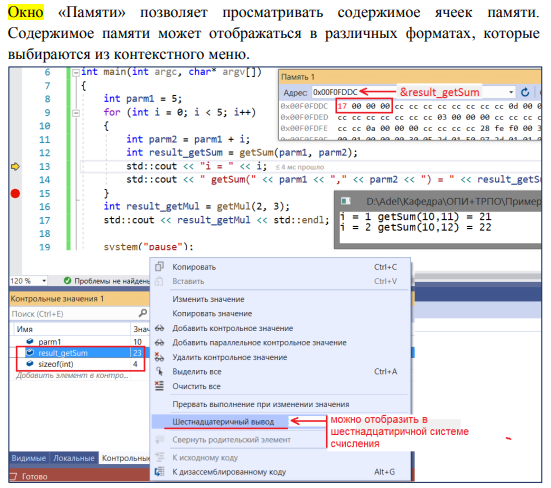 Окно «Памяти» позволяет просматривать содержимое ячеек памяти.
Содержимое памяти может отображаться в различных форматах, которые
выбираются из контекстного меню.
6 int main(int argc, char* argv[])
7 {
8 int parm1 = 5;
9 for (int i = 0; i < 5; i++)
10 {
11 int parm2 = parm1 + i;
12 int result_getSum = getSum(parm1, parm2);
13 std::cout << "i = " << i; ≤ 4 мс прошло
14 std::cout << " getSum(" << parm1 << "," << parm2 << ") = " << result_getS
15 }
16 int result_getMul = getMul(2, 3);
17 std::cout << result_getMul << std::endl;
18
19 system("pause");
Память 1
Адрес: 0x00F0FDDC &result_getSum
0x00F0FDDC 17 00 00 00 cc cc cc cc cc cc cc cc 0d 00 0
cc cc cc cc cc cc cc cc 03 00 00 00 cc cc cc
cc cc 0a 00 00 00 cc cc cc cc 28 fe f0 00 3
D:\Adel\Кафедра\ОПИ+ТРПО\Пример
i = 1 getSum(10,11) = 21
i = 2 getSum(10,12) = 22
120 % Проблемы не найдены
Контрольные значения 1
Поиск (Ctrl+E)
Имя Знач
parm1 10
result_getSum 23
sizeof(int) 4
Добавить элемент в контро...
Видимые Локальные Контрольные
Готово
Копировать Ctrl+C
Вставить Ctrl+V
Изменить значение
Копировать значение
Добавить контрольное значение
Добавить параллельное контрольное значение
Удалить контрольное значение
Выделить все Ctrl+A
Очистить все
Прервать выполнение при изменении значения
Шестнадцатеричный вывод
Свернуть родительский элемент
К исходному коду
К дизассемблированному коду Alt+G
можно отобразить в
шестнадцатиричной системе
счисления